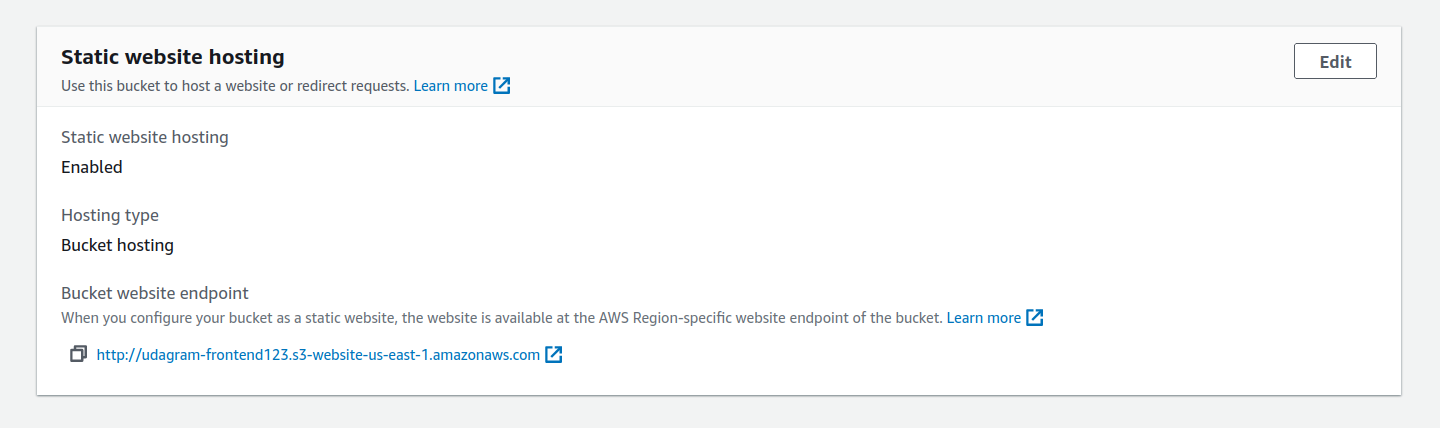 Static website hosting
Edit
Use this bucket to host a website or redirect requests. Learn more
Static website hosting
Enabled
Hosting type
Bucket hosting
Bucket website endpoint
When you configure your bucket as a static website, the website is available at the AWS Region-specific website endpoint of the bucket. Learn more
http://udagram-frontend123.s3-website-us-east-1.amazonaws.com